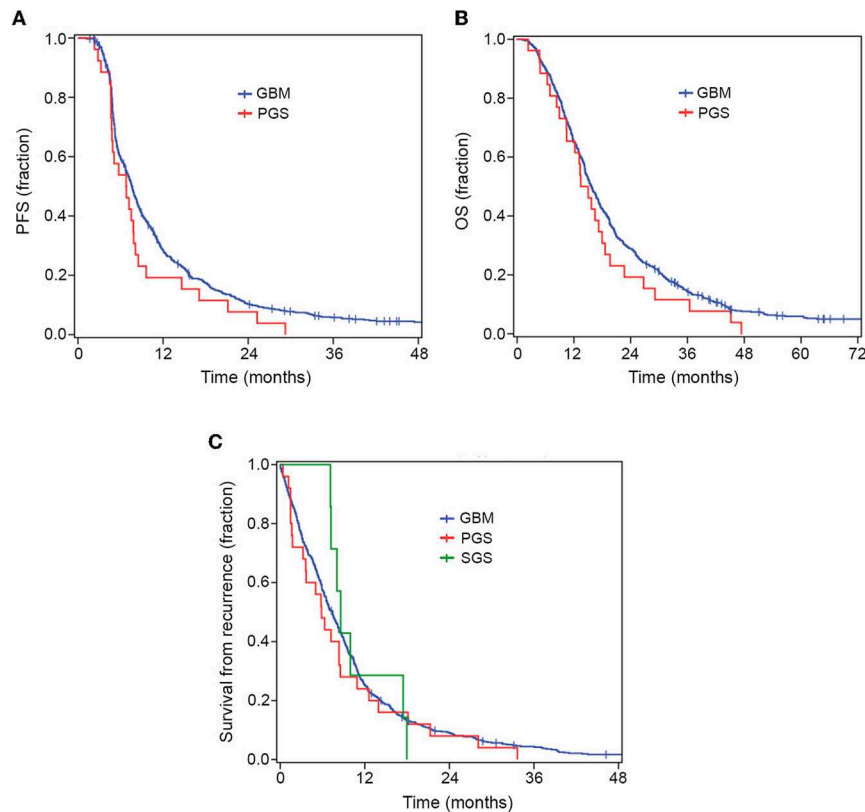 A
PFS (fraction)
1.0
0.8
0.6
0.4
0.2
0.0
GBM
PGS
0 12 24 36 48
Time (months)
B
OS (fraction)
1.0
0.8
0.6
0.4
0.2
0.0
GBM
PGS
0 12 24 36 48 60 72
Time (months)
C
Survival from recurrence (fraction)
1.0
0.8
0.6
0.4
0.2
0.0
GBM
PGS
SGS
0 12 24 36 48
Time (months)